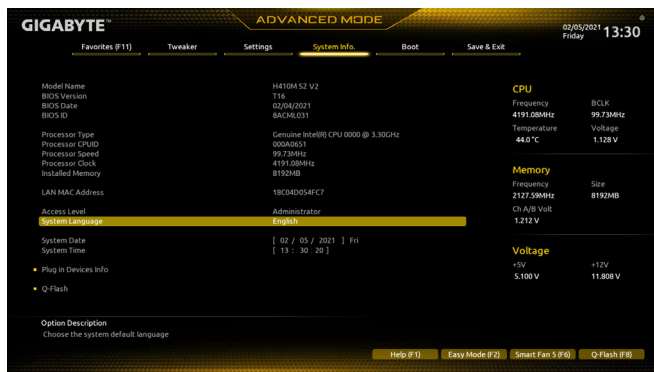 GIGABYTE™
ADVANCED MODE
02/05/2021
Friday
13:30
Favorites (F11) Tweaker Settings System Info. Boot Save & Exit
Model Name H410M S2 V2
BIOS Version T16
BIOS Date 02/04/2021
BIOS ID 8ACML031
Processor Type Genuine Intel(R) CPU 0000 @ 3.30GHz
Processor CPUID 000A0651
Processor Speed 99.73MHz
Processor Clock 4191.08MHz
Installed Memory 8192MB
LAN MAC Address 18C04D054FC7
Access Level Administrator
System Language English
System Date [ 02 / 05 / 2021 ] Fri
System Time [ 13 : 30 : 20 ]
Plug in Devices Info
Q-Flash
CPU
Frequency BCLK
4191.08MHz 99.73MHz
Temperature Voltage
44.0 °C 1.128 V
Memory
Frequency Size
2127.59MHz 8192MB
Ch A/B Volt
1.212 V
Voltage
+5V +12V
5.100 V 11.808 V
Option Description
Choose the system default language
Help (F1) Easy Mode (F2) Smart Fan 5 (F6) Q-Flash (F8)